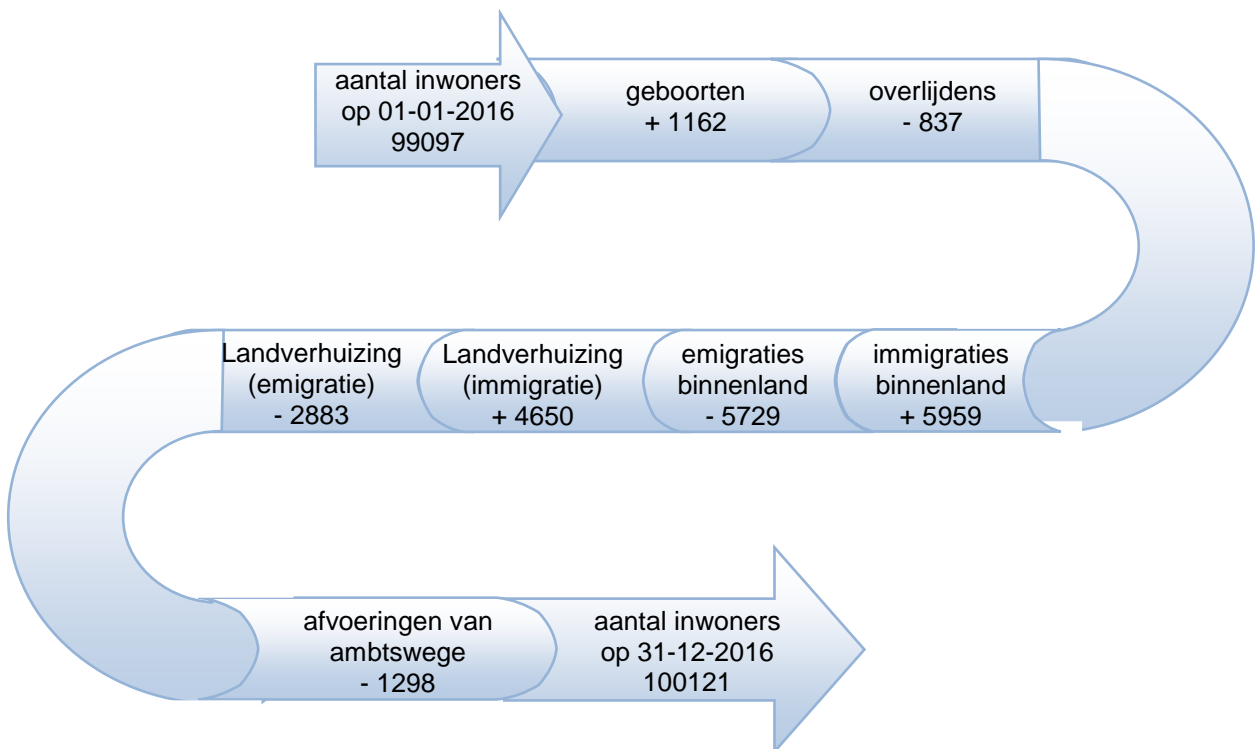 aantal inwoners
op 01-01-2016
99097
geboorten
+ 1162
overlijdens
- 837
immigraties
binnenland
+ 5959
emigraties
binnenland
- 5729
Landverhuizing
(immigratie)
+ 4650
Landverhuizing
(emigratie)
- 2883
afvoeringen van
ambtswege
- 1298
aantal inwoners
op 31-12-2016
100121